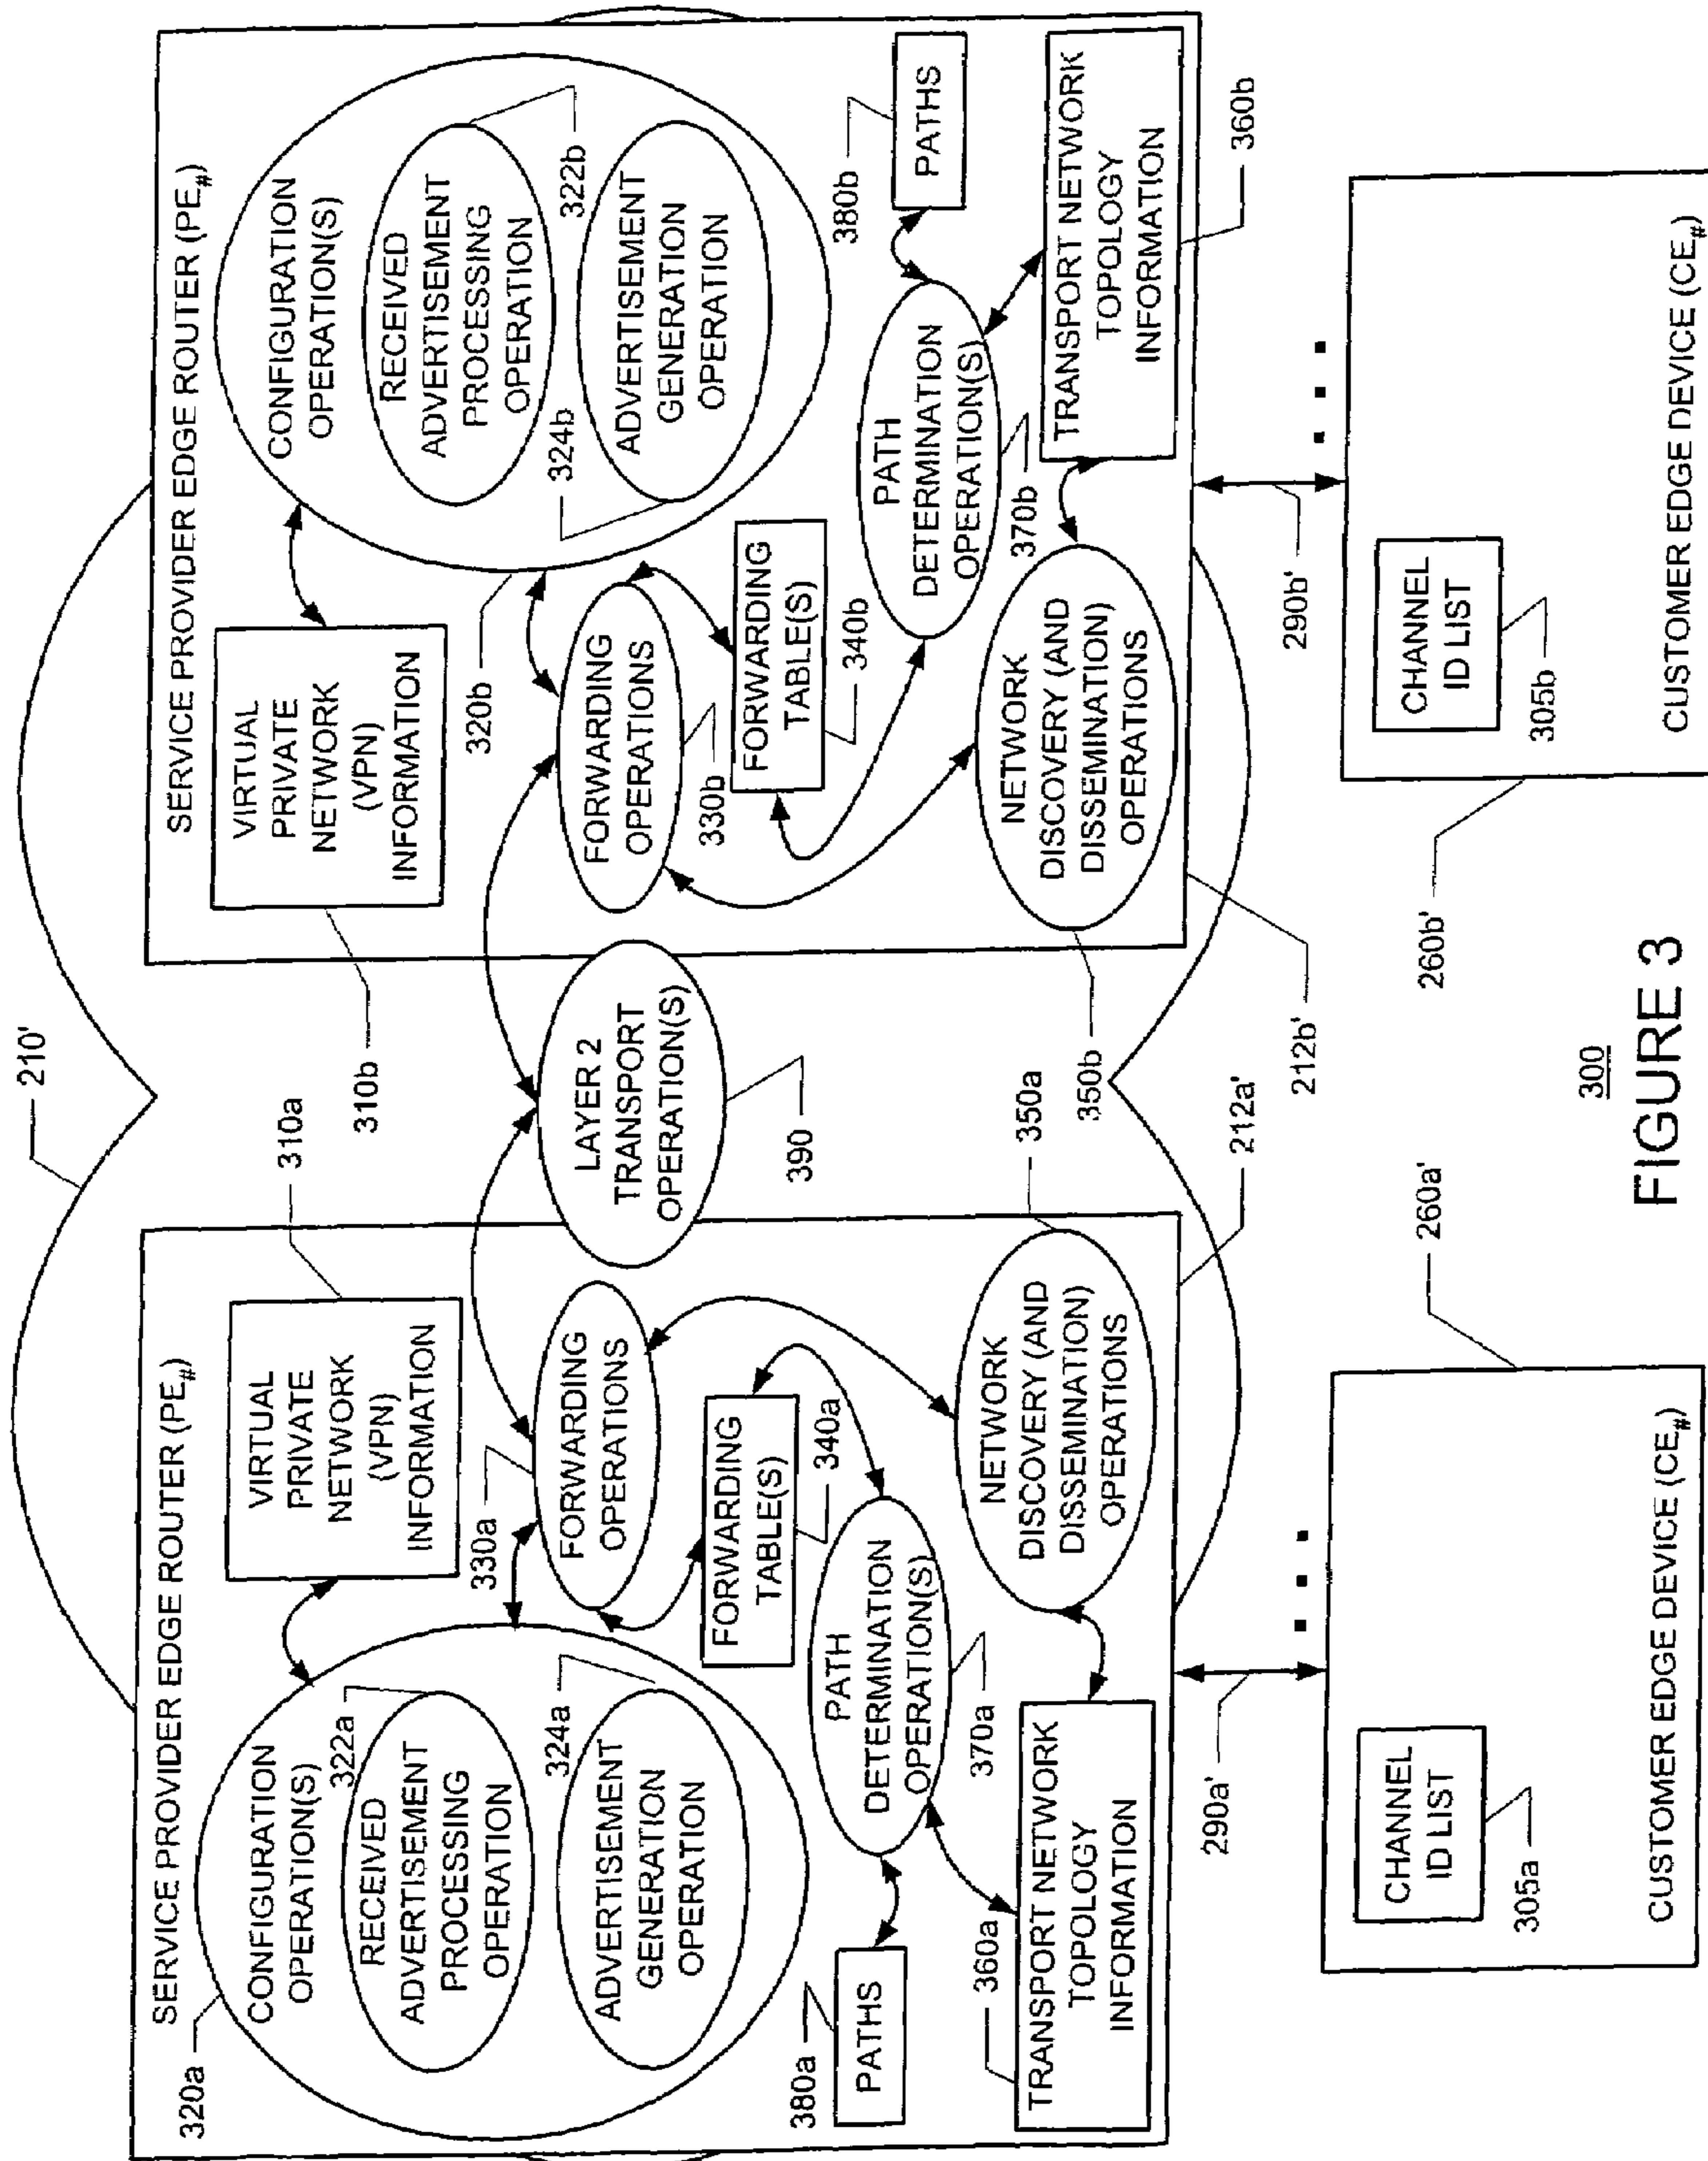 210'
SERVICE PROVIDER EDGE ROUTER (PE#)
320a
CONFIGURATION
OPERATION(S)
322a
RECEIVED
ADVERTISEMENT
PROCESSING
OPERATION
324a
ADVERTISEMENT
GENERATION
OPERATION
VIRTUAL
PRIVATE
NETWORK
(VPN)
INFORMATION
310a
330a
FORWARDING
OPERATIONS
FORWARDING
TABLE(S)
340a
380a
PATHS
PATH
DETERMINATION
OPERATION(S)
370a
360a
TRANSPORT NETWORK
TOPOLOGY
INFORMATION
NETWORK
DISCOVERY (AND
DISSEMINATION)
OPERATIONS
350a
212a'
LAYER 2
TRANSPORT
OPERATION(S)
390
SERVICE PROVIDER EDGE ROUTER (PE#)
VIRTUAL
PRIVATE
NETWORK
(VPN)
INFORMATION
310b
320b
CONFIGURATION
OPERATION(S)
RECEIVED
ADVERTISEMENT
PROCESSING
OPERATION
322b
324b
ADVERTISEMENT
GENERATION
OPERATION
FORWARDING
OPERATIONS
330b
FORWARDING
TABLE(S)
340b
380b
PATHS
PATH
DETERMINATION
OPERATION(S)
370b
TRANSPORT NETWORK
TOPOLOGY
INFORMATION
360b
NETWORK
DISCOVERY (AND
DISSEMINATION)
OPERATIONS
350b
212b'
290a'
CHANNEL
ID LIST
305a
CUSTOMER EDGE DEVICE (CE#)
260a'
290b'
CHANNEL
ID LIST
305b
CUSTOMER EDGE DEVICE (CE#)
260b'
300
FIGURE 3